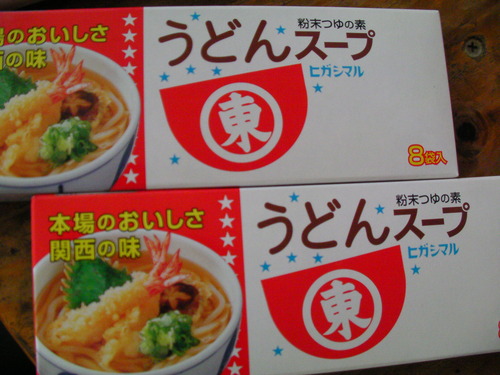 場のおいしさ
西の味
粉末つゆの素
うどんスープ
ヒガシマル
東
8袋入
本場のおいしさ
関西の味
粉末つゆの素
うどんスープ
ヒガシマル
東
8